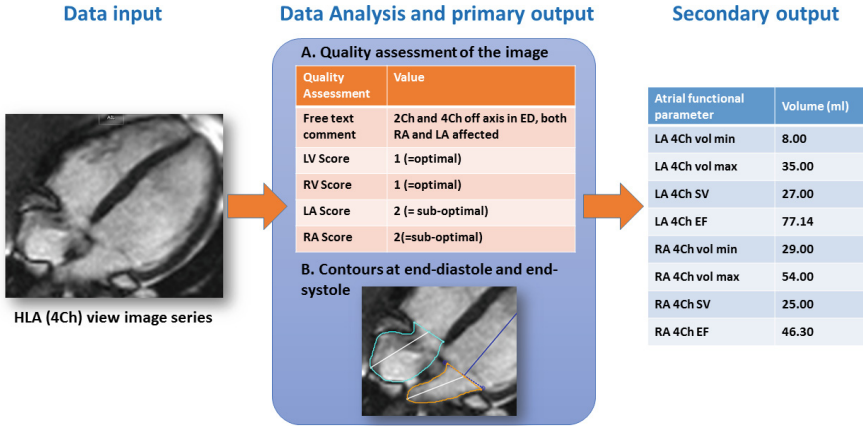 Data input
Data Analysis and primary output
Secondary output
A. Quality assessment of the image
Quality
Assessment
Value
Free text
comment
2Ch and 4Ch off axis in ED, both
RA and LA affected
LV Score
1 (=optimal)
RV Score
1 (=optimal)
LA Score
2 (= sub-optimal)
RA Score
2(=sub-optimal)
B. Contours at end-diastole and end-
systole
HLA (4Ch) view image series
Atrial functional
parameter
Volume (ml)
LA 4Ch vol min
8.00
LA 4Ch vol max
35.00
LA 4Ch SV
27.00
LA 4Ch EF
77.14
RA 4Ch vol min
29.00
RA 4Ch vol max
54.00
RA 4Ch SV
25.00
RA 4Ch EF
46.30